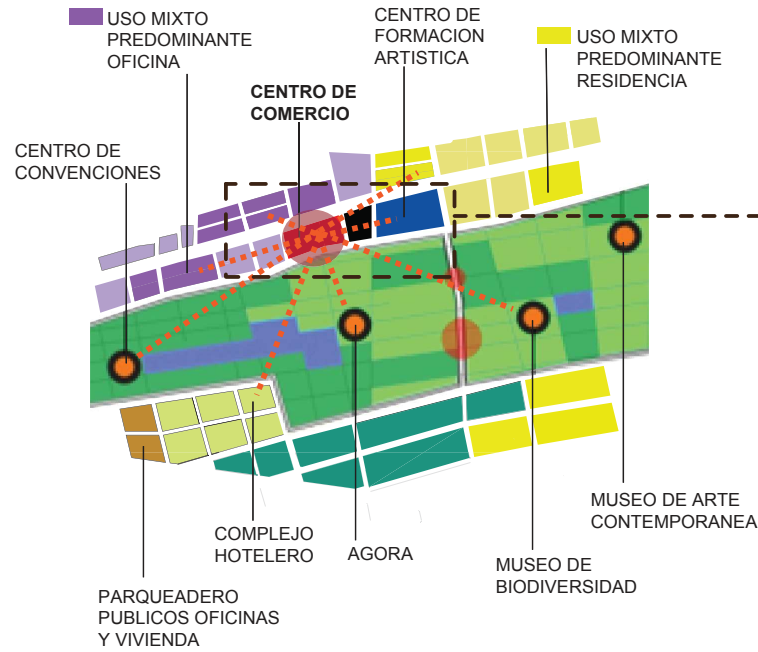 USO MIXTO
PREDOMINANTE
OFICINA
CENTRO DE
FORMACION
ARTISTICA
USO MIXTO
PREDOMINANTE
RESIDENCIA
CENTRO DE
COMERCIO
CENTRO DE
CONVENCIONES
MUSEO DE ARTE
CONTEMPORANEA
COMPLEJO
HOTELERO
AGORA
MUSEO DE
BIODIVERSIDAD
PARQUEADERO
PUBLICOS OFICINAS
Y VIVIENDA